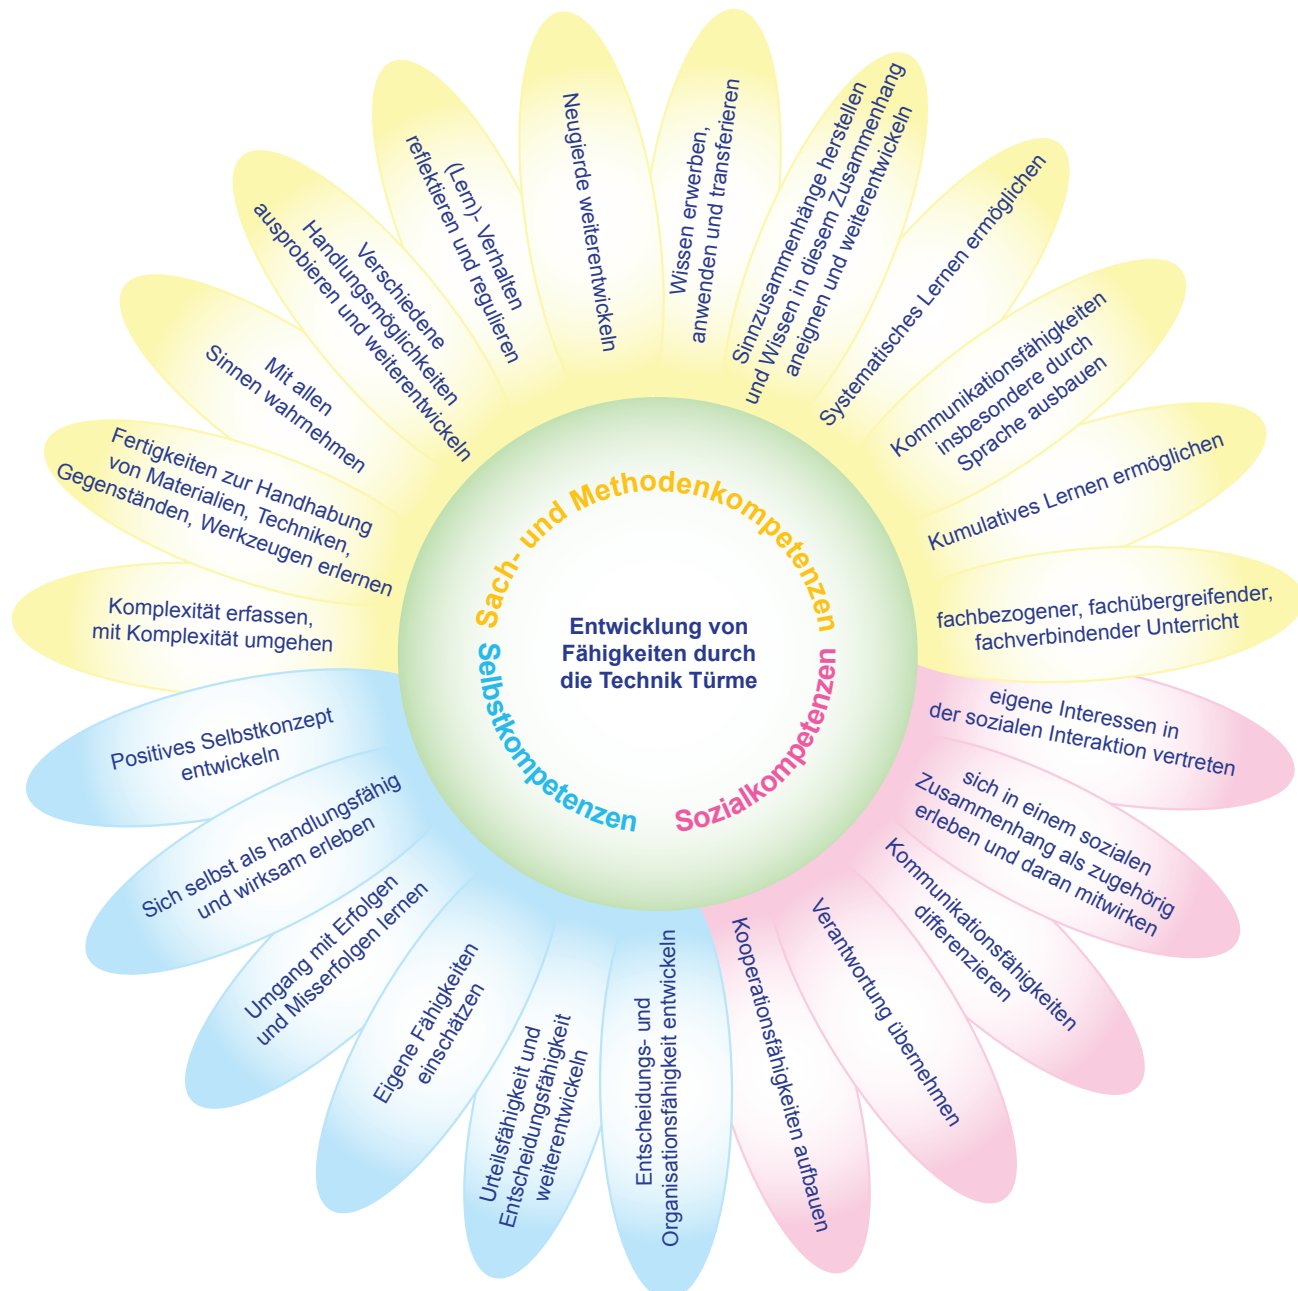 Entwicklung von
Fähigkeiten durch
die Technik Türme
Sach- und Methodenkompetenzen
Sozialkompetenzen
Selbstkompetenzen
Komplexität erfassen,
mit Komplexität umgehen
Fertigkeiten zur Handhabung
von Materialien, Techniken,
Gegenständen, Werkzeugen erlernen
Mit allen
Sinnen wahrnehmen
Verschiedene
Handlungsmöglichkeiten
ausprobieren und weiterentwickeln
(Lern)- Verhalten
reflektieren und regulieren
Neugierde weiterentwickeln
Wissen erwerben,
anwenden und transferieren
Sinnzusammenhänge herstellen
und Wissen in diesem Zusammenhang
aneignen und weiterentwickeln
Systematisches Lernen ermöglichen
Kommunikationsfähigkeiten
insbesondere durch
Sprache ausbauen
Kumulatives Lernen ermöglichen
fachbezogener, fachübergreifender,
fachverbindender Unterricht
eigene Interessen in
der sozialen Interaktion vertreten
sich in einem sozialen
Zusammenhang als zugehörig
erleben und daran mitwirken
Kommunikationsfähigkeiten
differenzieren
Verantwortung übernehmen
Kooperationsfähigkeiten aufbauen
Entscheidungs- und
Organisationsfähigkeit entwickeln
Urteilsfähigkeit und
Entscheidungsfähigkeit
weiterentwickeln
Eigene Fähigkeiten
einschätzen
Umgang mit Erfolgen
und Misserfolgen lernen
Sich selbst als handlungsfähig
und wirksam erleben
Positives Selbstkonzept
entwickeln